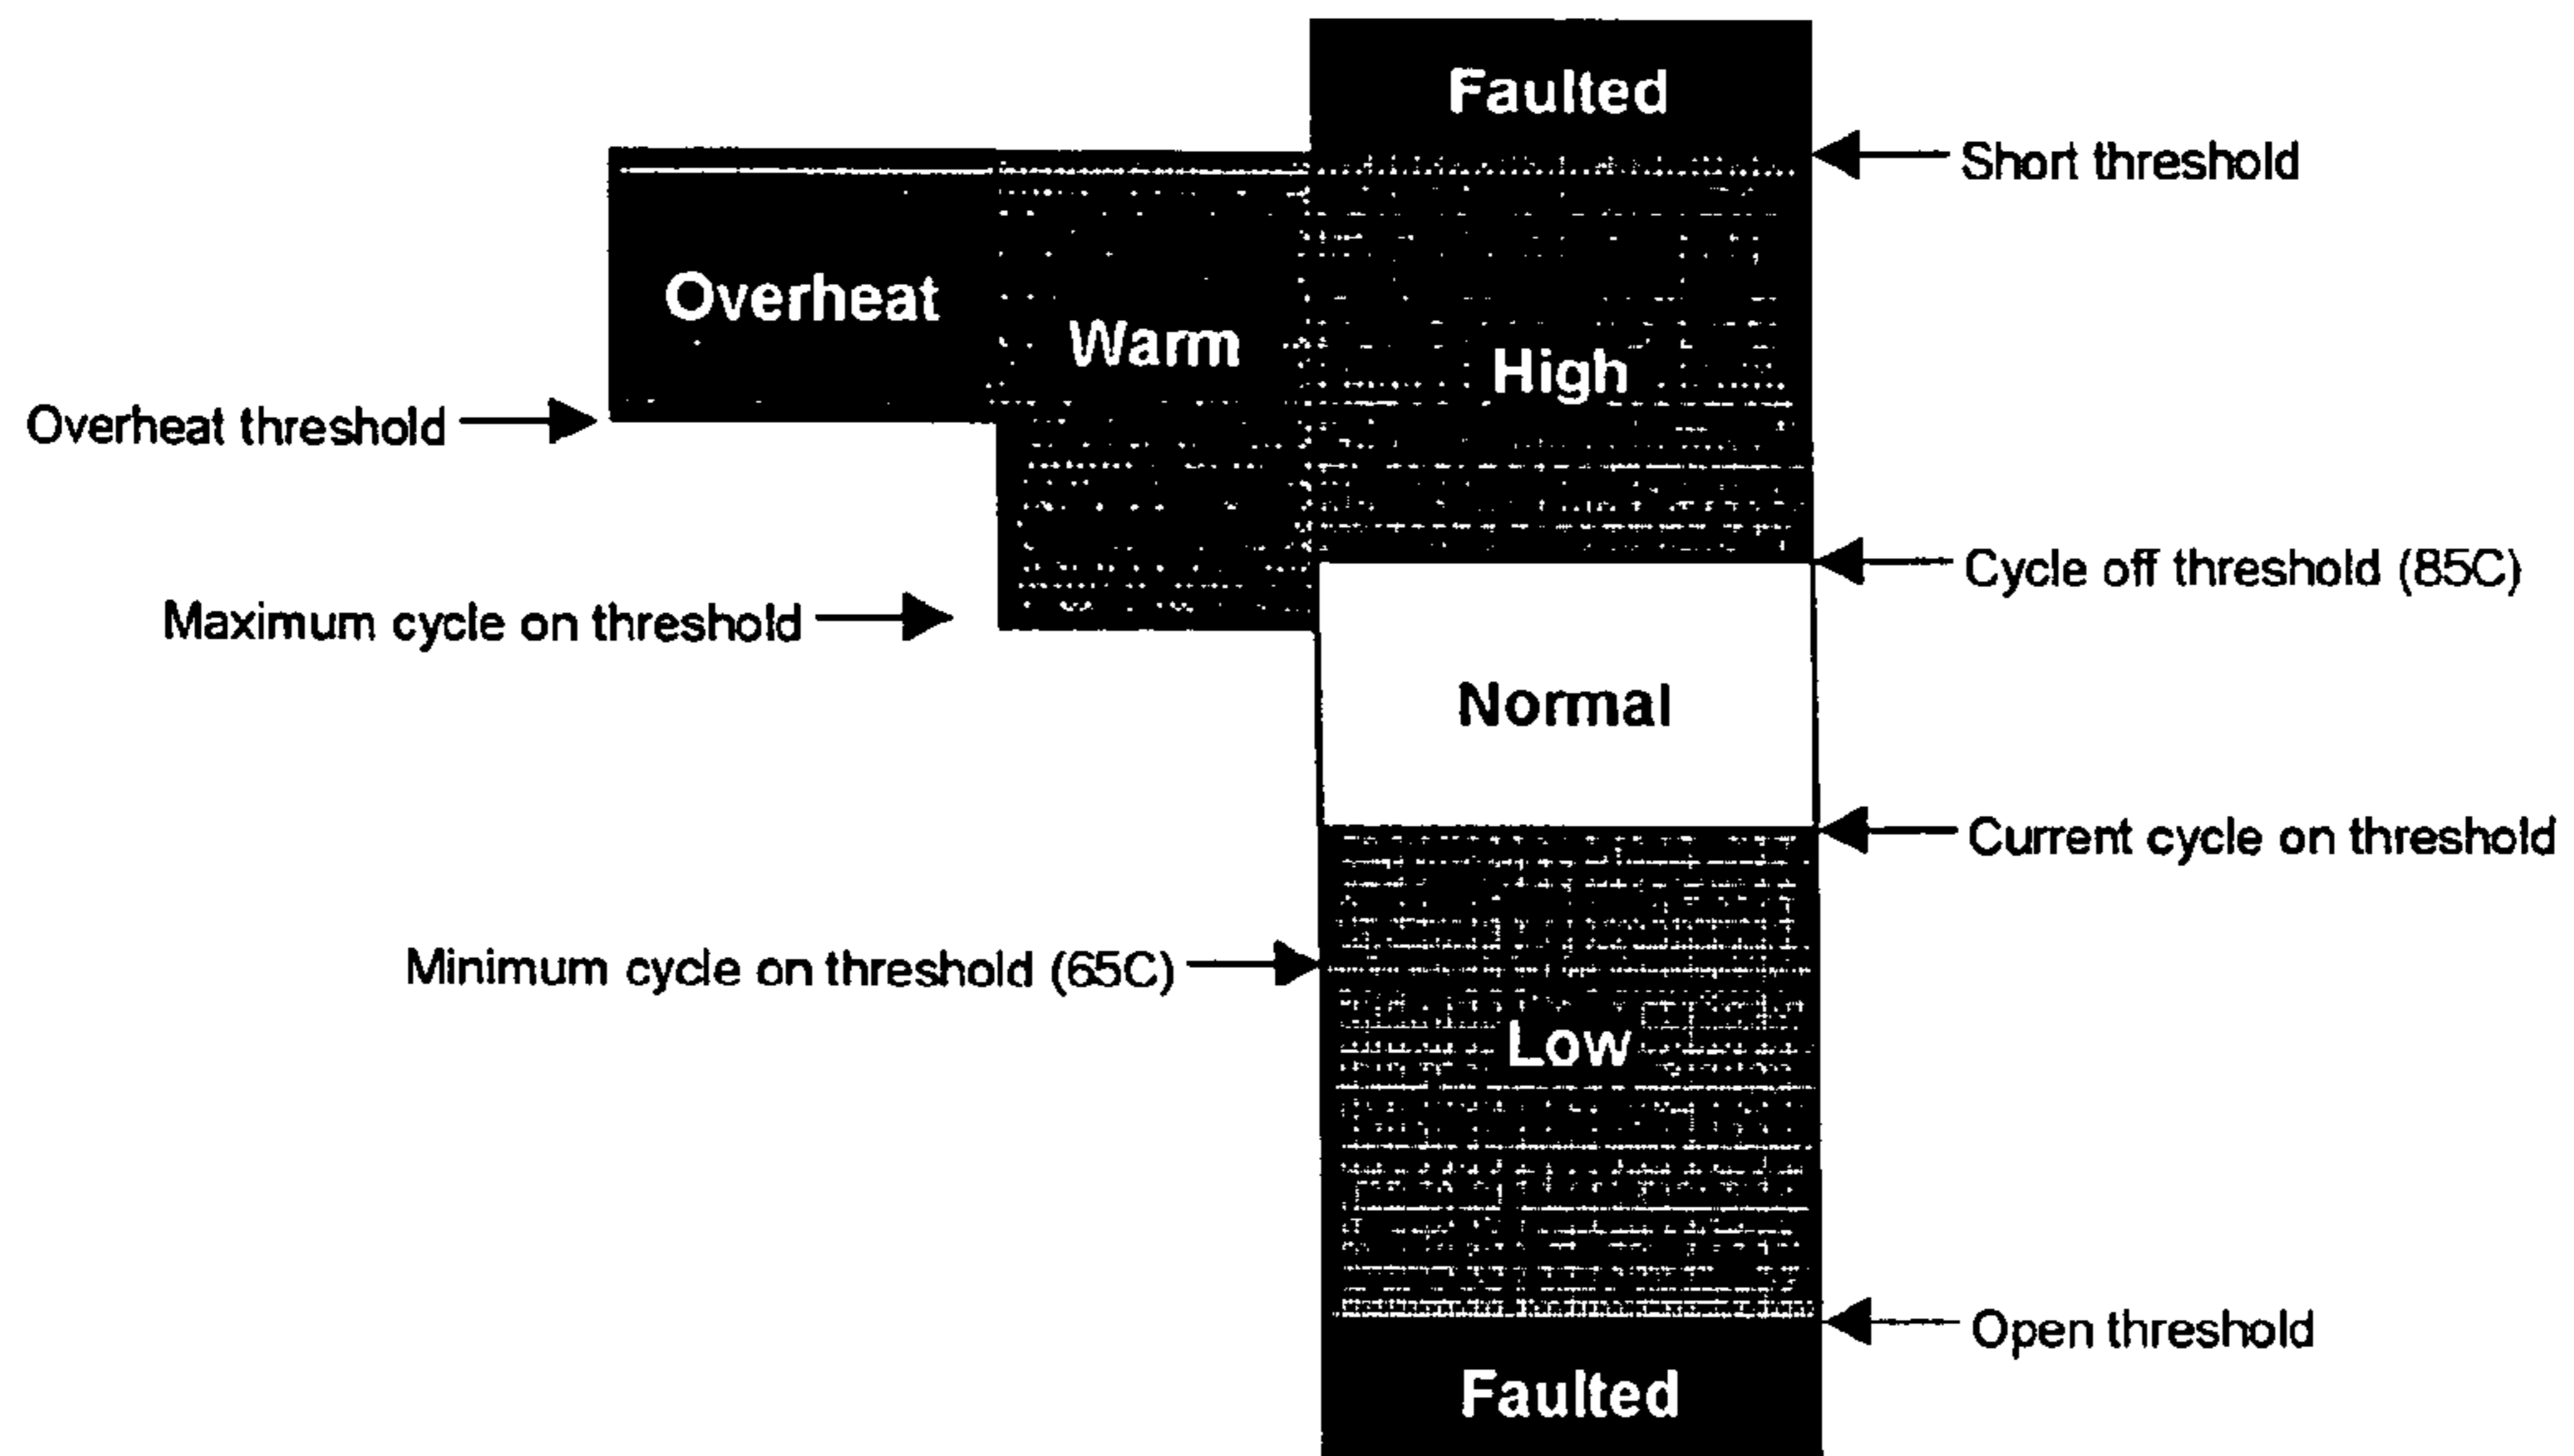 Faulted
Short threshold
Overheat
Warm
High
Overheat threshold
Cycle off threshold (85C)
Maximum cycle on threshold
Normal
Current cycle on threshold
Minimum cycle on threshold (65C)
Low
Open threshold
Faulted